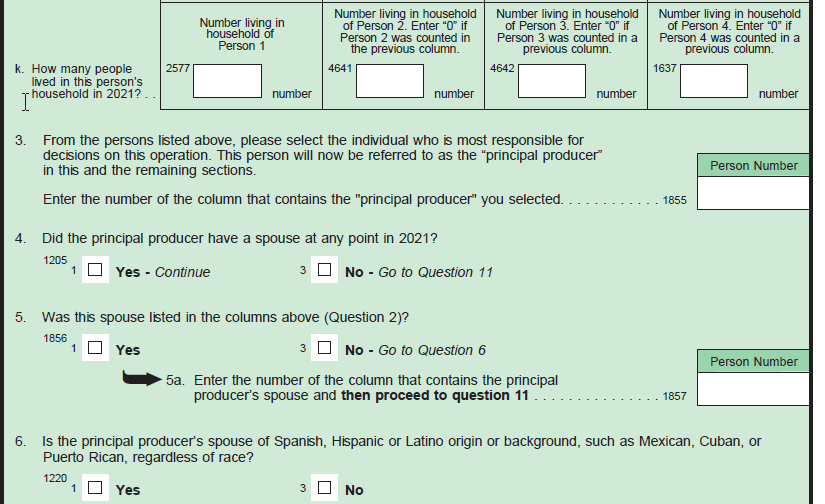 Number living in
household of
Person 1
Number living in household
of Person 2. Enter “0” if
Person 2 was counted in
the previous column.
Number living in household
of Person 3. Enter “0” if
Person 3 was counted in a
previous column.
Number living in household
of Person 4. Enter “0” if
Person 4 was counted in a
previous column.
k. How many people
lived in this person’s
household in 2021? . .
2577 number
4641 number
4642 number
1637 number
3. From the persons listed above, please select the individual who is most responsible for
decisions on this operation. This person will now be referred to as the “principal producer”
in this and the remaining sections.
Person Number
Enter the number of the column that contains the "principal producer" you selected. . . . . . . . . . . . 1855
4. Did the principal producer have a spouse at any point in 2021?
1205 1 Yes - Continue 3 No - Go to Question 11
5. Was this spouse listed in the columns above (Question 2)?
1856 1 Yes 3 No - Go to Question 6
Person Number
5a. Enter the number of the column that contains the principal
producer’s spouse and then proceed to question 11 . . . . . . . . . . . . . . . 1857
6. Is the principal producer’s spouse of Spanish, Hispanic or Latino origin or background, such as Mexican, Cuban, or
Puerto Rican, regardless of race?
1220 1 Yes 3 No